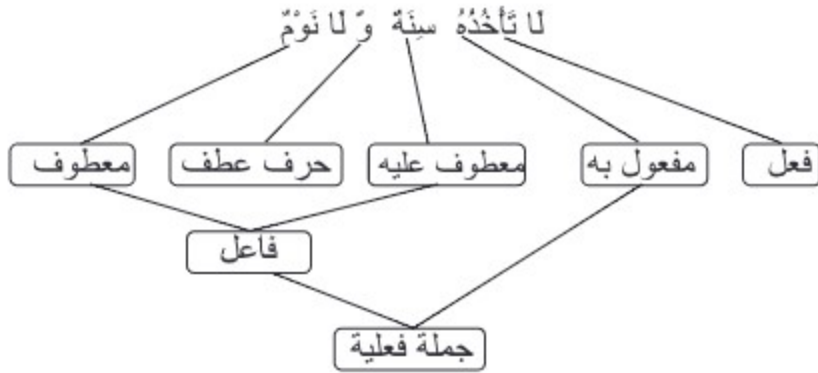 لَا تَأْخُذُهُ سِنَةٌ وَّ لَا نَوْمٌ
فعل مفعول به معطوف عليه حرف عطف معطوف
فاعل
جملة فعلية